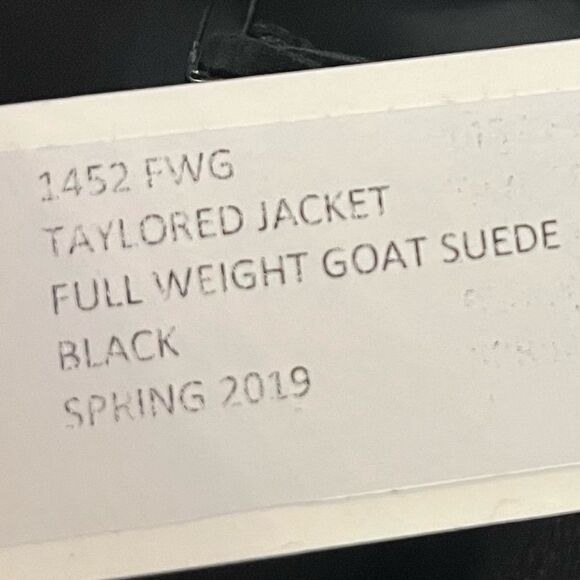 1452 FWG
TAYLORED JACKET
FULL WEIGHT GOAT SUEDE
BLACK
SPRING 2019